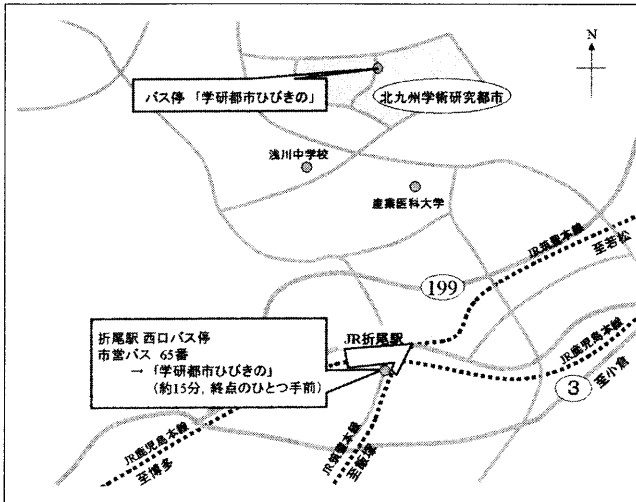 N
バス停 「学研都市ひびきの」
北九州学術研究都市
浅川中学校
産業医科大学
JR筑豊本線
至若松
199
折尾駅 西口バス停
市営バス 65番
→ 「学研都市ひびきの」
(約15分, 終点のひとつ手前)
JR折尾駅
JR鹿児島本線
3
至小倉
JR鹿児島本線
至博多
JR筑豊本線
至飯塚